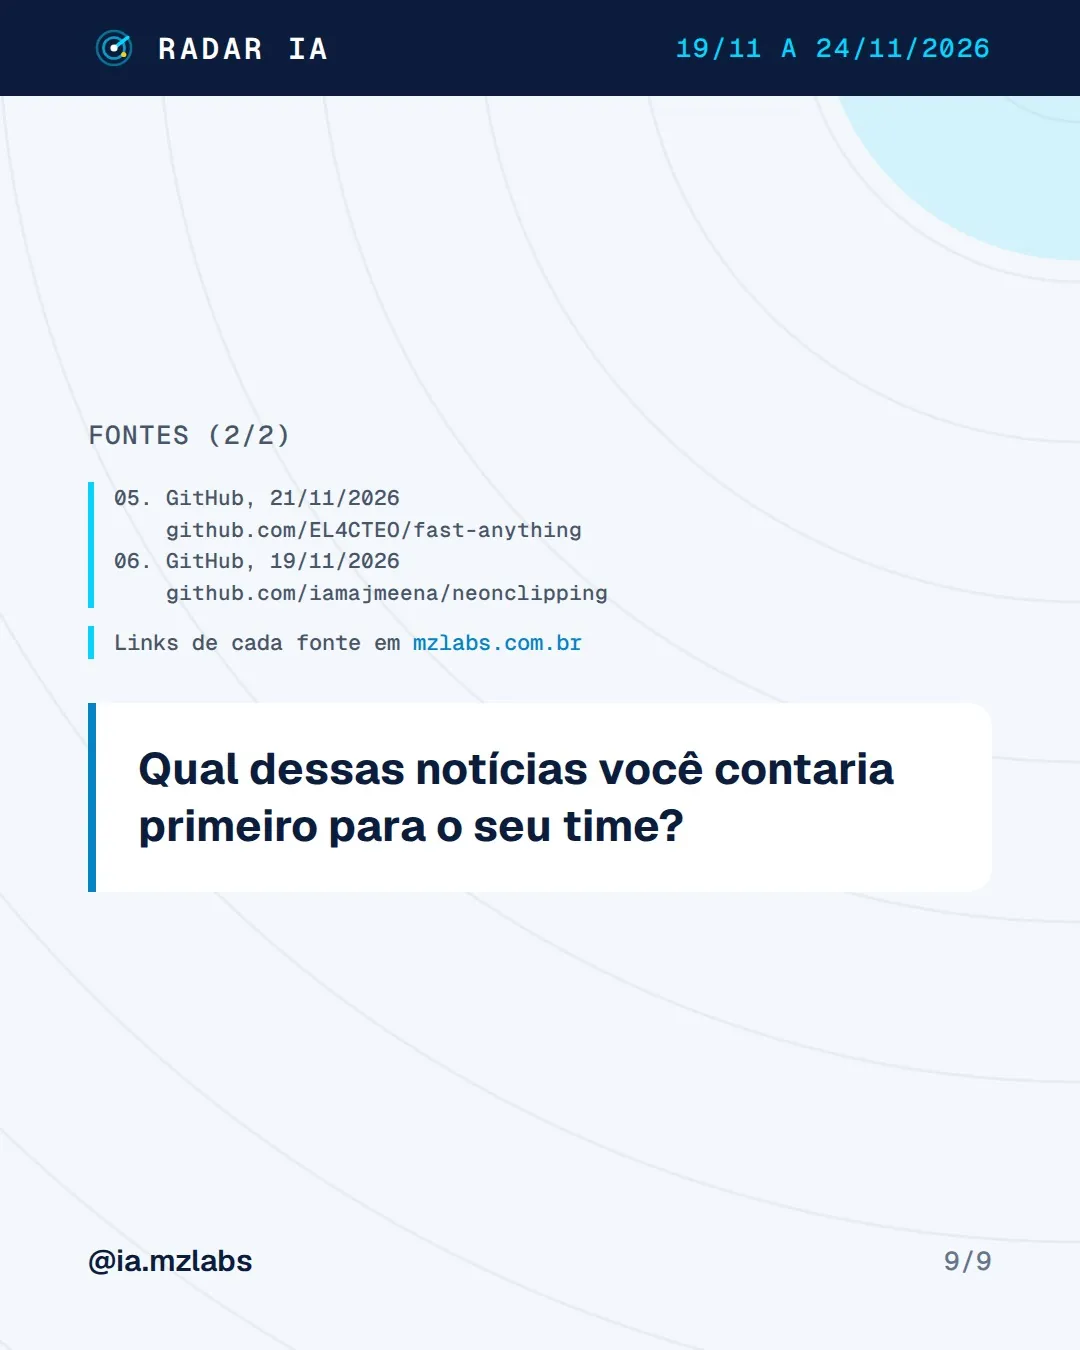 RADAR IA
19/11 A 24/11/2026
FONTES (2/2)
05. GitHub, 21/11/2026
github.com/EL4CTEO/fast-anything
06. GitHub, 19/11/2026
github.com/iamajmeena/neonclipping
Links de cada fonte em mzlabs.com.br
Qual dessas notícias você contaria
primeiro para o seu time?
@ia.mzlabs
9/9